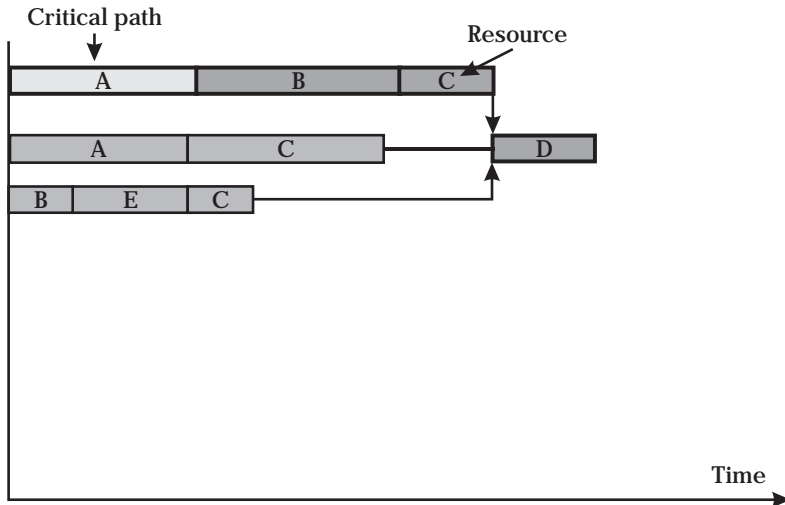 Critical path
Resource
A B C
A C D
B E C
Time